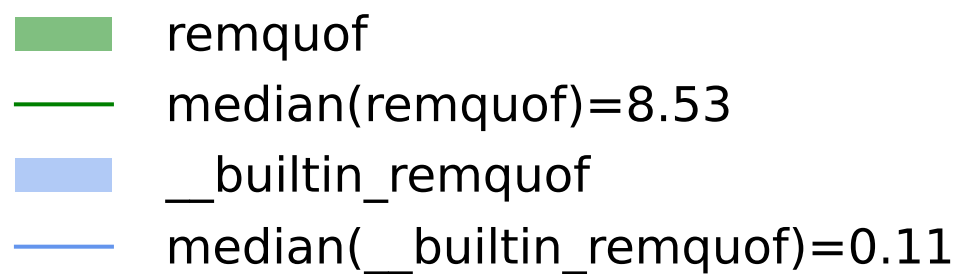 remquof
median(remquof)=8.53
__builtin_remquof
median(__builtin_remquof)=0.11